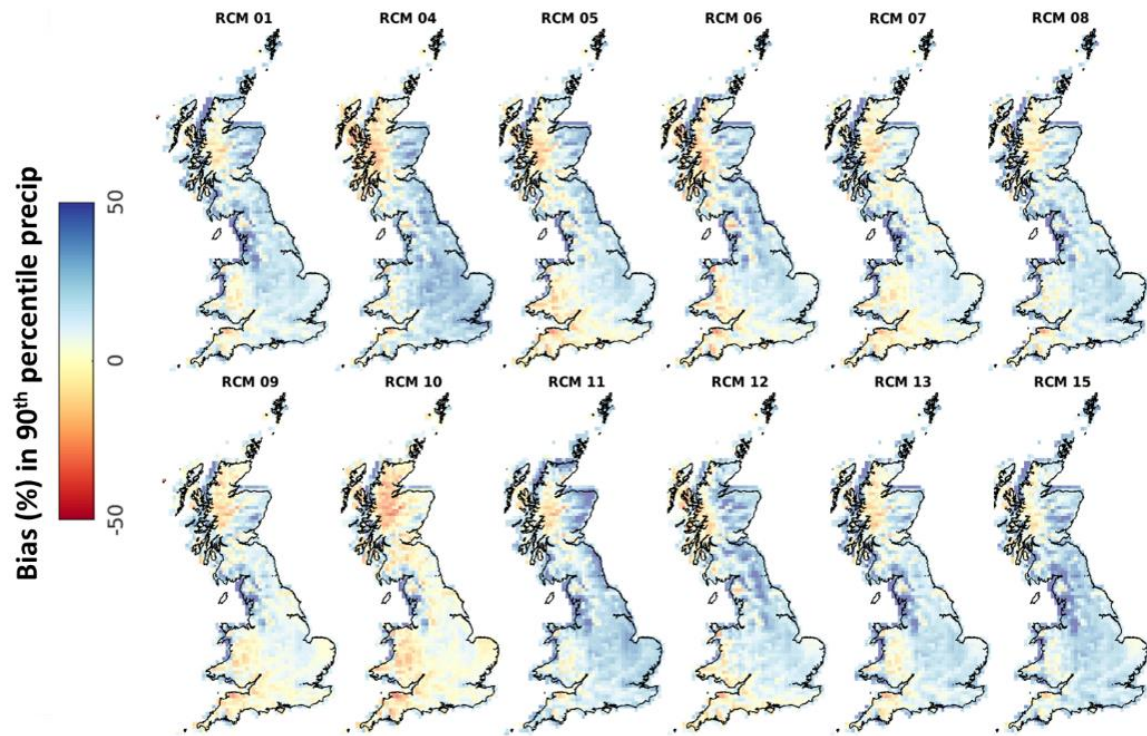 RCM 01 RCM 04 RCM 05 RCM 06 RCM 07 RCM 08
Bias (%) in 90th percentile precip
50
0
-50
RCM 09 RCM 10 RCM 11 RCM 12 RCM 13 RCM 15